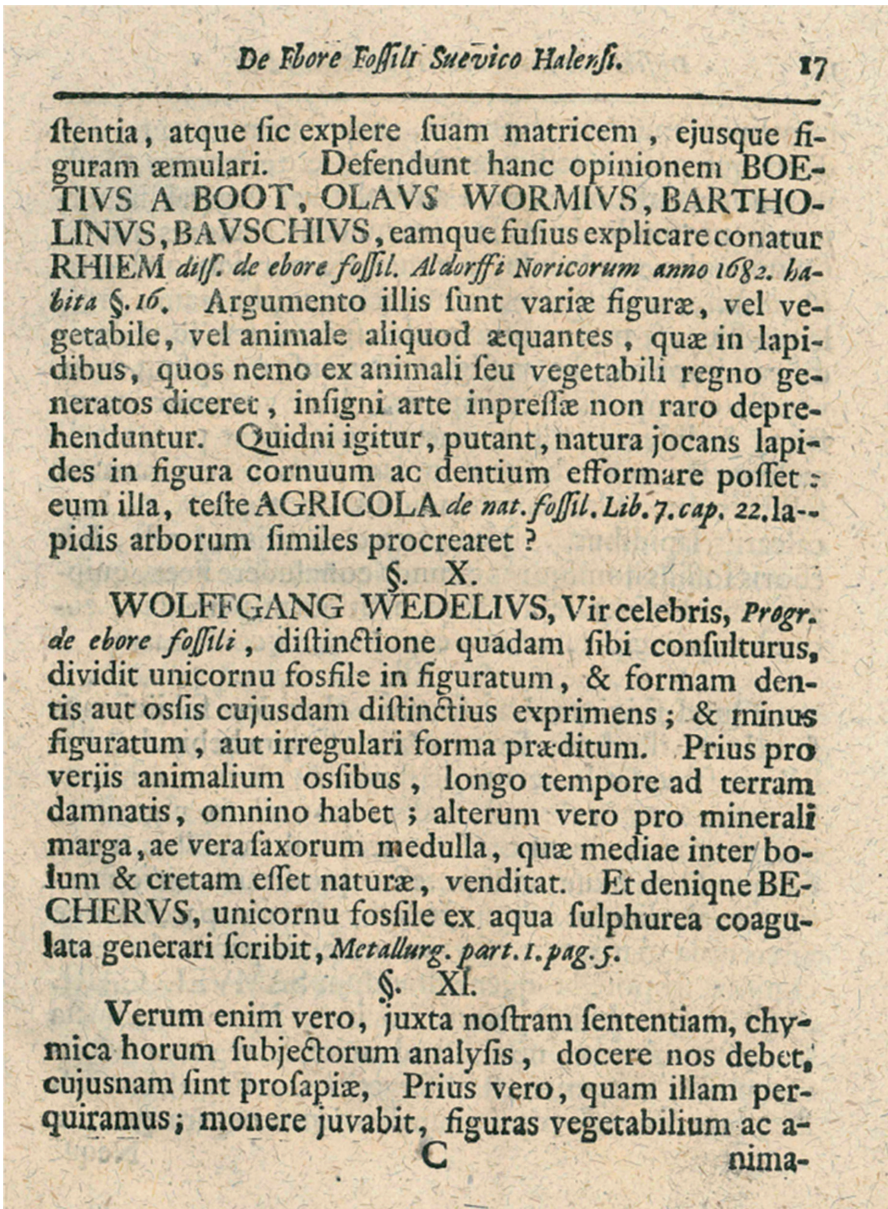 De Ebore Fossili Suevico Halensi. 17
ſtentia, atque ſic explere ſuam matricem, ejusque fi-
guram æmulari. Defendunt hanc opinionem BOE-
TIVS A BOOT, OLAVS WORMIVS, BARTHO-
LINVS, BAVSCHIVS, eamque fuſius explicare conatur
RHIEM diſſ. de ebore foſſil. Aldorffi Noricorum anno 1682. ha-
bita §. 16. Argumento illis ſunt variæ figuræ, vel ve-
getabile, vel animale aliquod æquantes, quæ in lapi-
dibus, quos nemo ex animali ſeu vegetabili regno ge-
neratos diceret, inſigni arte inpreſſæ non raro depre-
henduntur. Quidni igitur, putant, natura jocans lapi-
des in figura cornuum ac dentium efformare poſſet:
eum illa, teſte AGRICOLA de nat. foſſil. Lib. 7. cap. 22. la-
pidis arborum ſimiles procrearet?
§. X.
WOLFFGANG WEDELIVS, Vir celebris, Progr.
de ebore foſſili, diſtinctione quadam ſibi conſulturus,
dividit unicornu fosſile in figuratum, & formam den-
tis aut osſis cujusdam diſtinctius exprimens; & minus
figuratum, aut irregulari forma præditum. Prius pro
verjis animalium osſibus, longo tempore ad terram
damnatis, omnino habet; alterum vero pro minerali
marga, ae vera ſaxorum medulla, quæ mediae inter bo-
lum & cretam eſſet naturæ, venditat. Et deniqne BE-
CHERVS, unicornu fosſile ex aqua ſulphurea coagu-
lata generari ſcribit, Metallurg. part. 1. pag. 5.
§. XI.
Verum enim vero, juxta noſtram ſententiam, chy-
mica horum ſubjectorum analyſis, docere nos debet,
cujusnam ſint proſapiæ, Prius vero, quam illam per-
quiramus; monere juvabit, figuras vegetabilium ac a-
C nima-